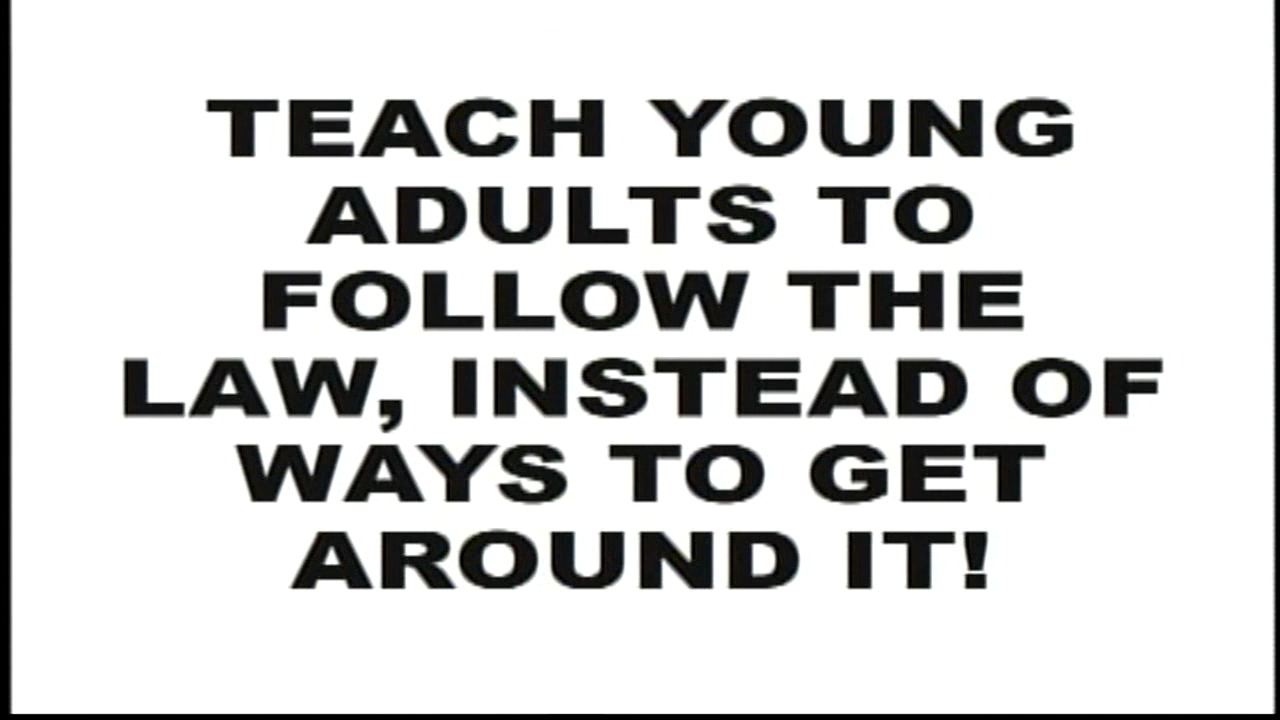 TEACH YOUNG
ADULTS TO
FOLLOW THE
LAW, INSTEAD OF
WAYS TO GET
AROUND IT!